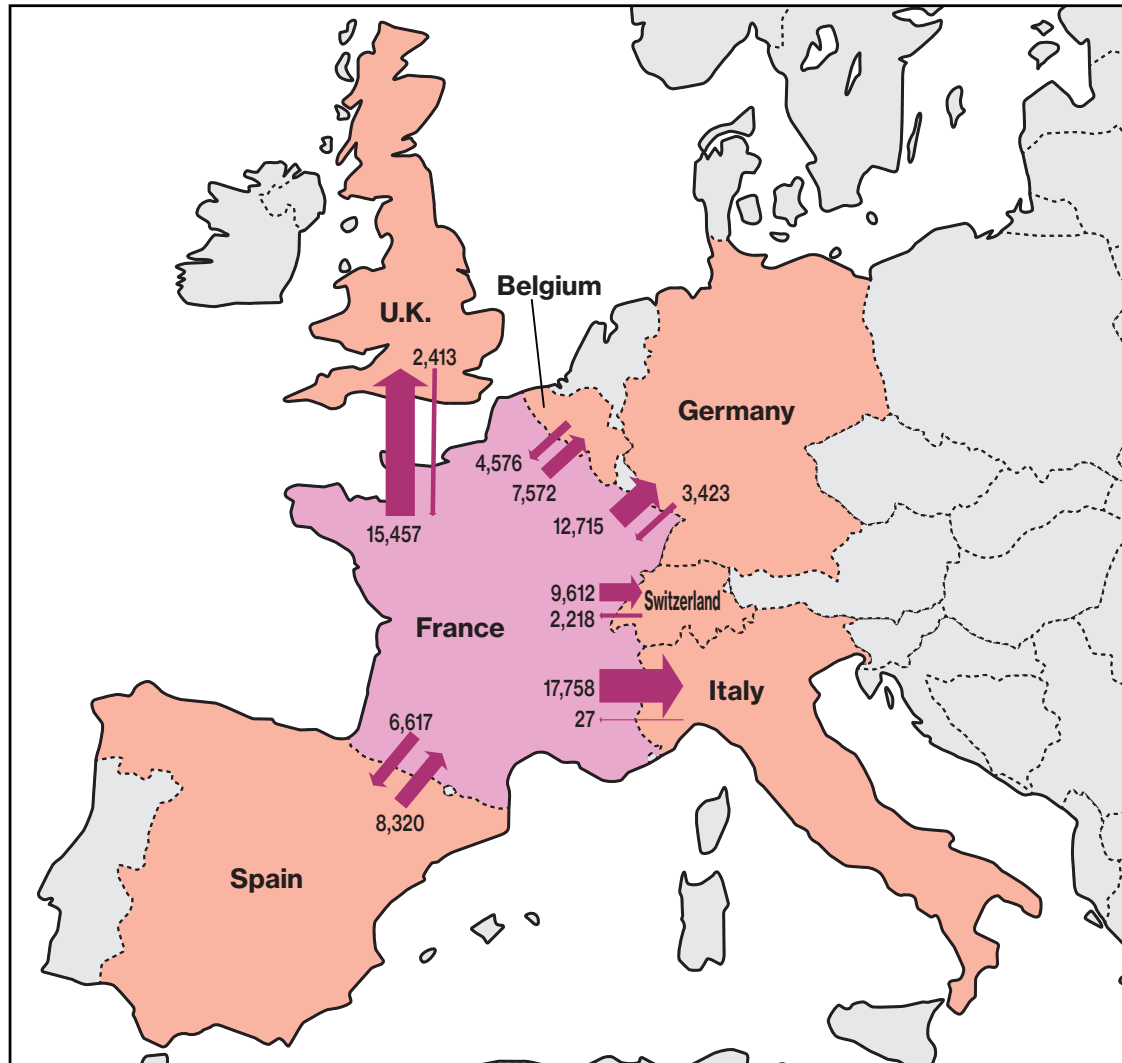 Belgium
U.K.
2,413
Germany
4,576
7,572
3,423
12,715
15,457
9,612
Switzerland
2,218
France
17,758
Italy
27
6,617
8,320
Spain